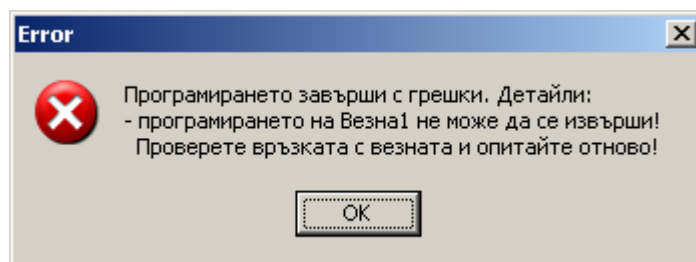 Error
Програмирането завърши с грешки. Детайли:
- програмирането на Везна1 не може да се извърши!
Проверете връзката с везната и опитайте отново!
OK